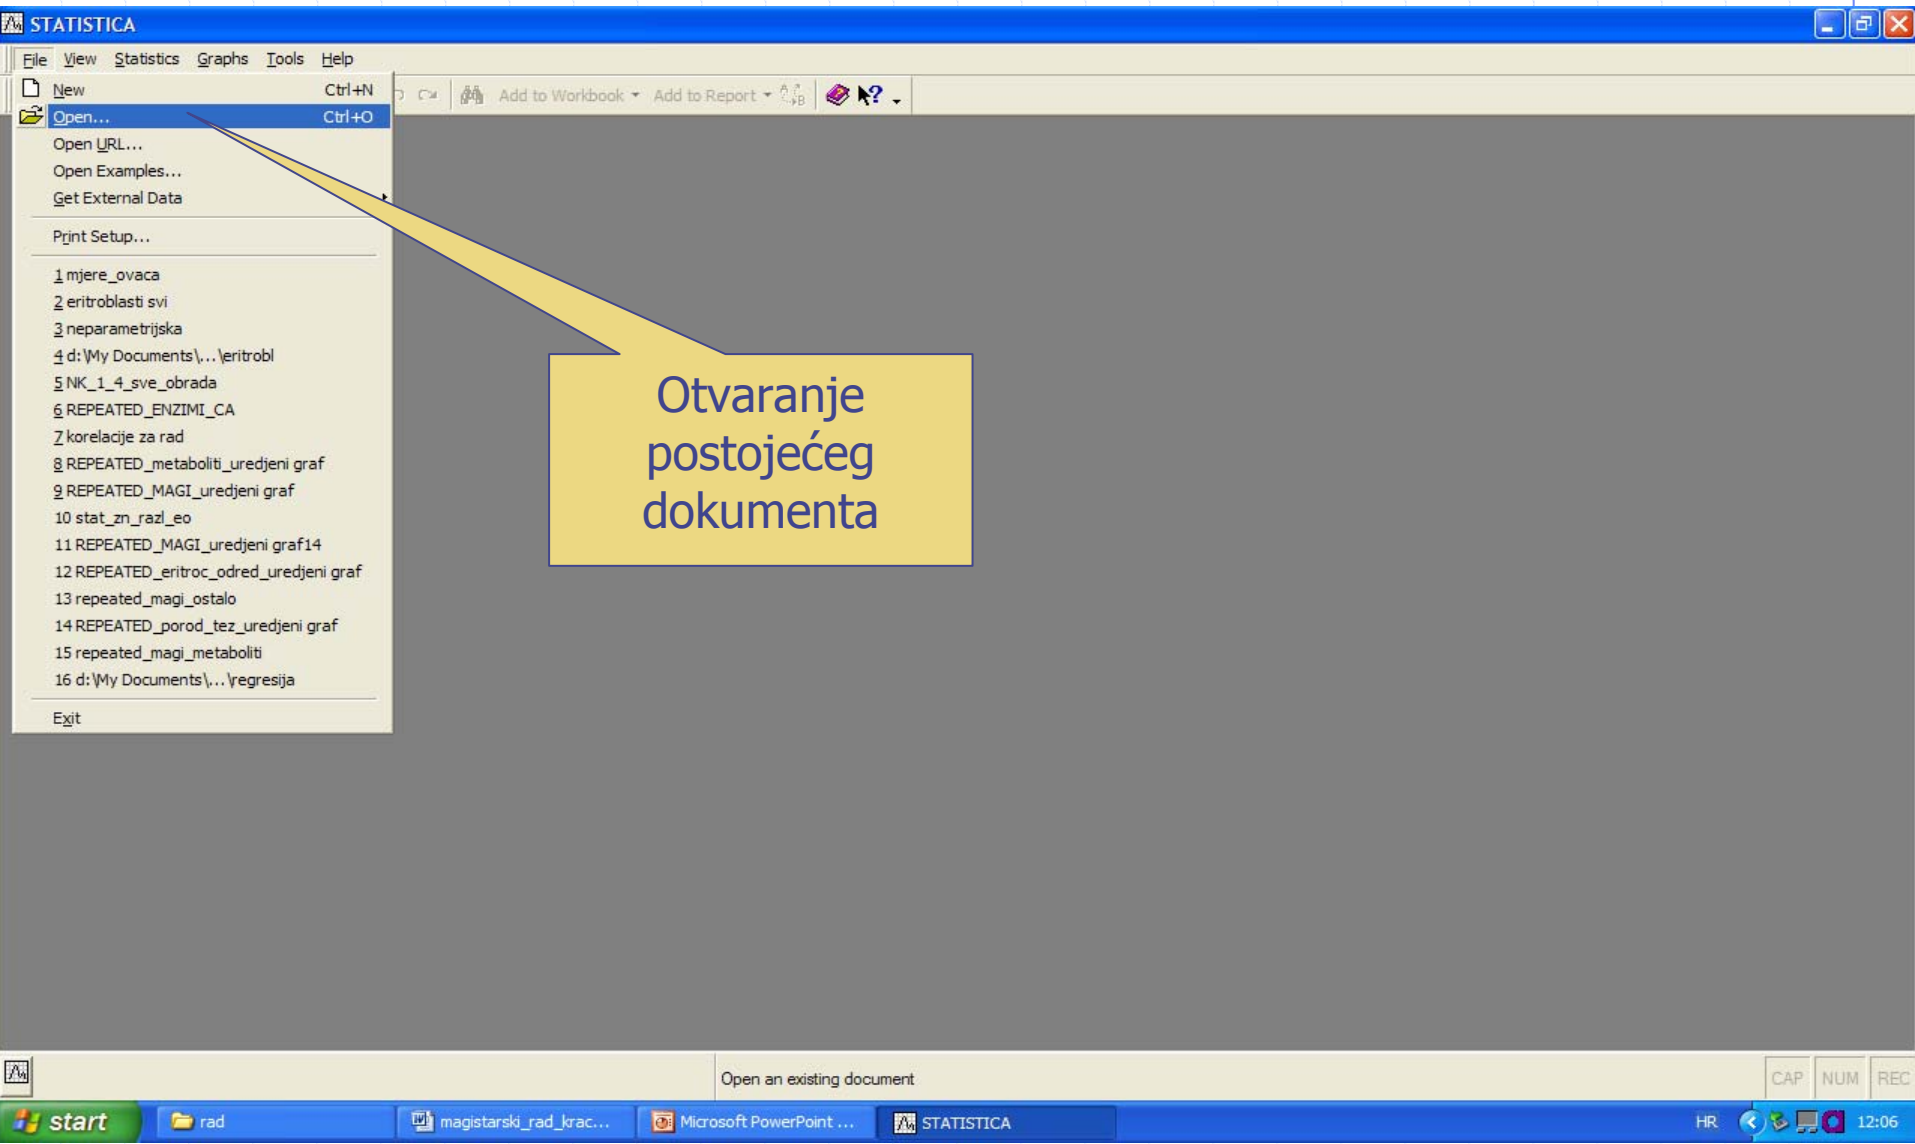 STATISTICA
File View Statistics Graphs Tools Help
New Ctrl+N
Add to Workbook Add to Report
Open... Ctrl+O
Open URL...
Open Examples...
Get External Data
Print Setup...
1 mjere_ovaca
2 eritroblasti svi
3 neparametrijska
4 d:\My Documents\...\eritrobl
5 NK_1_4_sve_obrada
6 REPEATED_ENZIMI_CA
7 korelacije za rad
8 REPEATED_metaboliti_uredjeni graf
9 REPEATED_MAGI_uredjeni graf
10 stat_zn_razl_eo
11 REPEATED_MAGI_uredjeni graf14
12 REPEATED_eritroc_odred_uredjeni graf
13 repeated_magi_ostalo
14 REPEATED_porod_tez_uredjeni graf
15 repeated_magi_metaboliti
16 d:\My Documents\...\regresija
Exit
Otvaranje
postojećeg
dokumenta
Open an existing document
CAP NUM REC
start rad magistarski_rad_krac... Microsoft PowerPoint ... STATISTICA HR 12:06